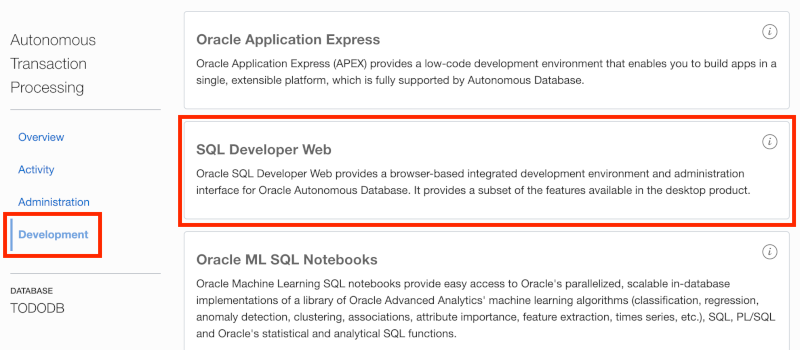 Autonomous
Transaction
Processing
Overview
Activity
Administration
Development
DATABASE
TODODB
Oracle Application Express
Oracle Application Express (APEX) provides a low-code development environment that enables you to build apps in a
single, extensible platform, which is fully supported by Autonomous Database.
SQL Developer Web
Oracle SQL Developer Web provides a browser-based integrated development environment and administration
interface for Oracle Autonomous Database. It provides a subset of the features available in the desktop product.
Oracle ML SQL Notebooks
Oracle Machine Learning SQL notebooks provide easy access to Oracle's parallelized, scalable in-database
implementations of a library of Oracle Advanced Analytics' machine learning algorithms (classification, regression,
anomaly detection, clustering, associations, attribute importance, feature extraction, times series, etc.), SQL, PL/SQL
and Oracle's statistical and analytical SQL functions.